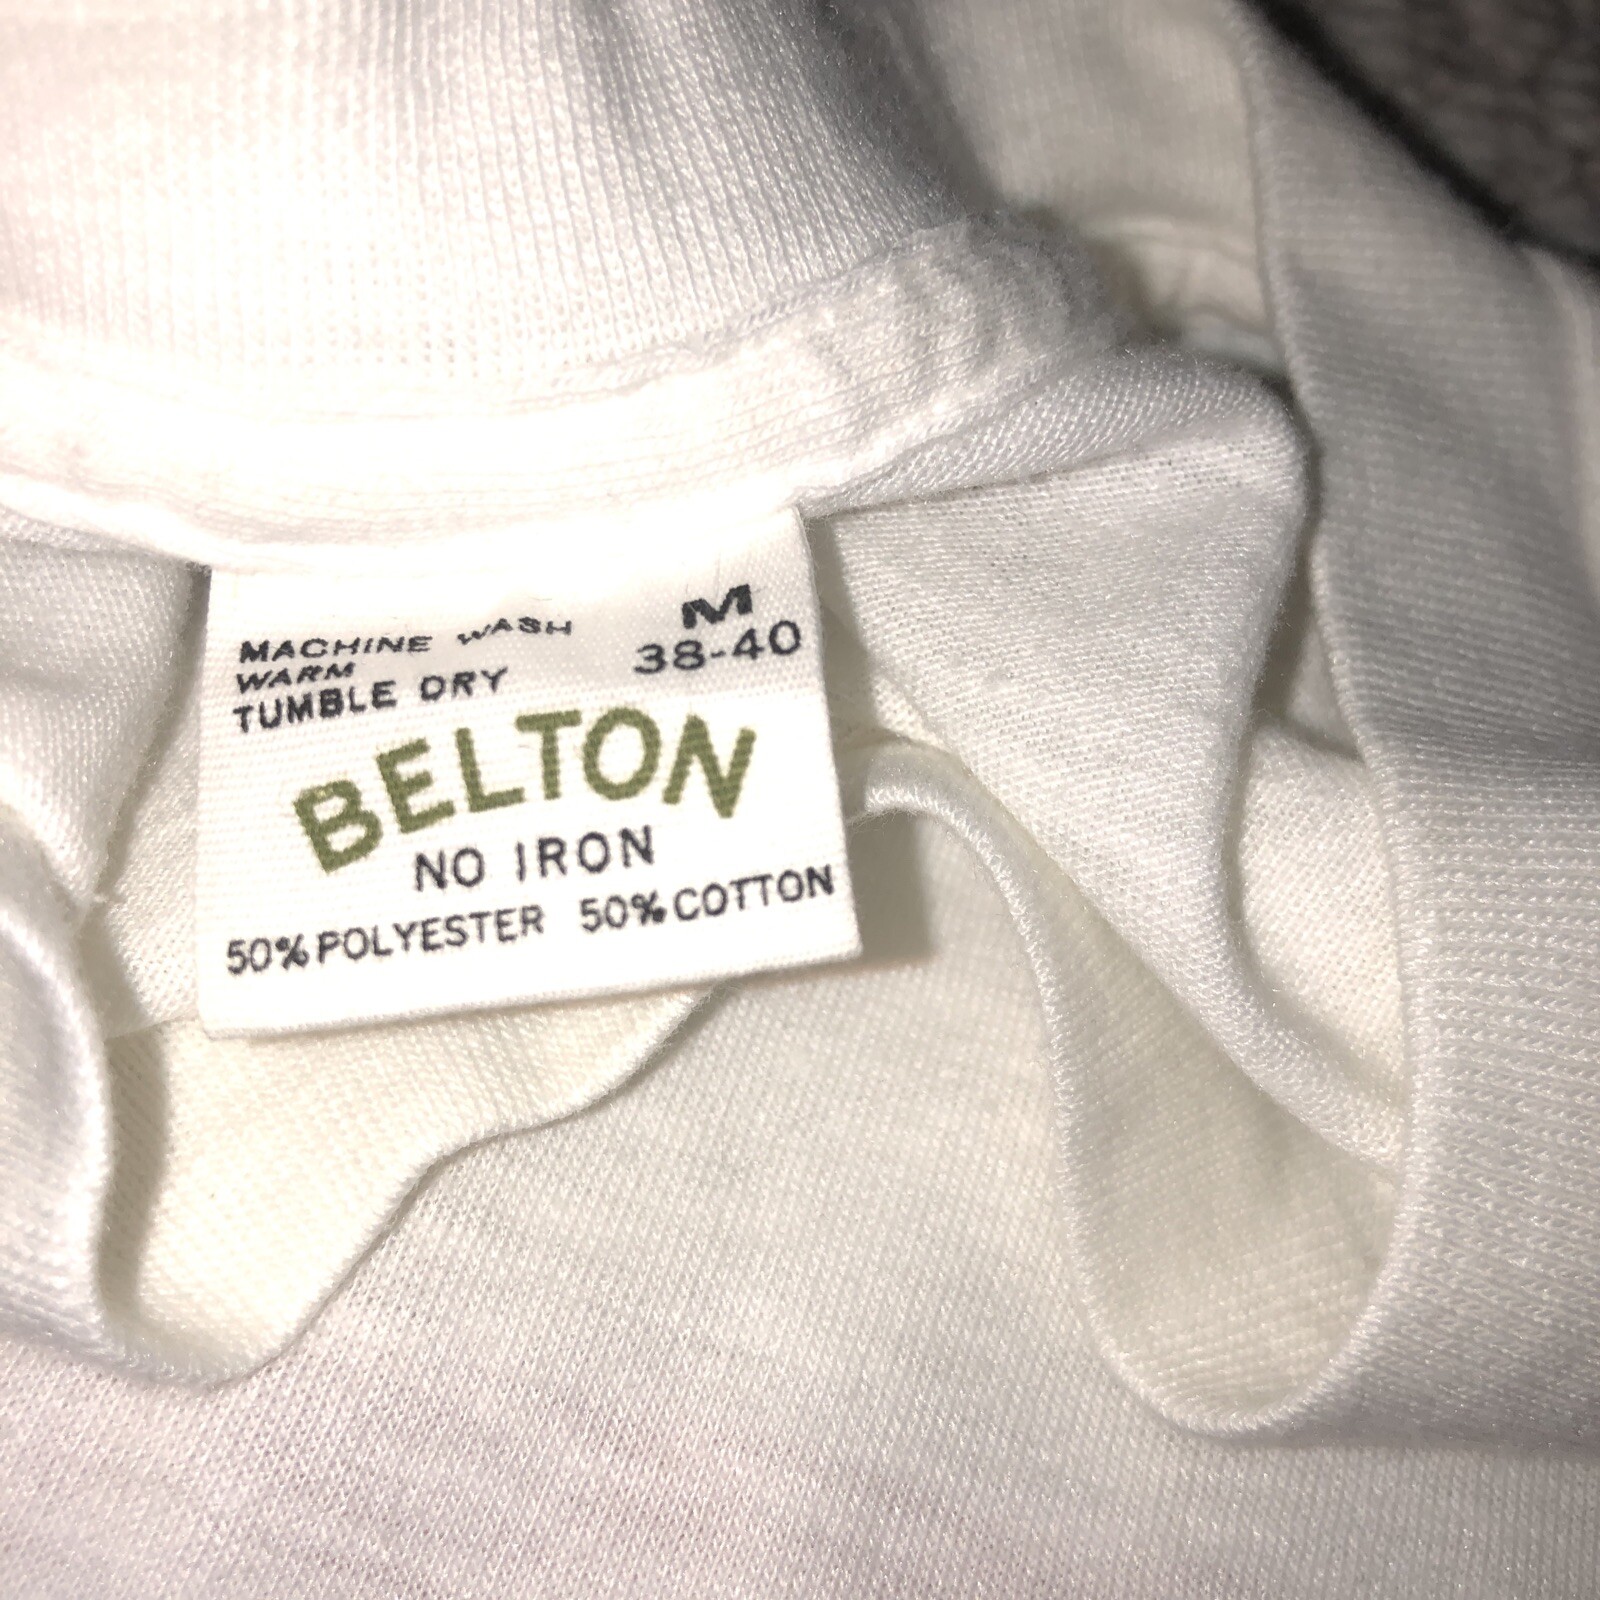 MACHINE WASH
WARM
TUMBLE DRY
M
38-40
BELTON
NO IRON
50% POLYESTER 50% COTTON